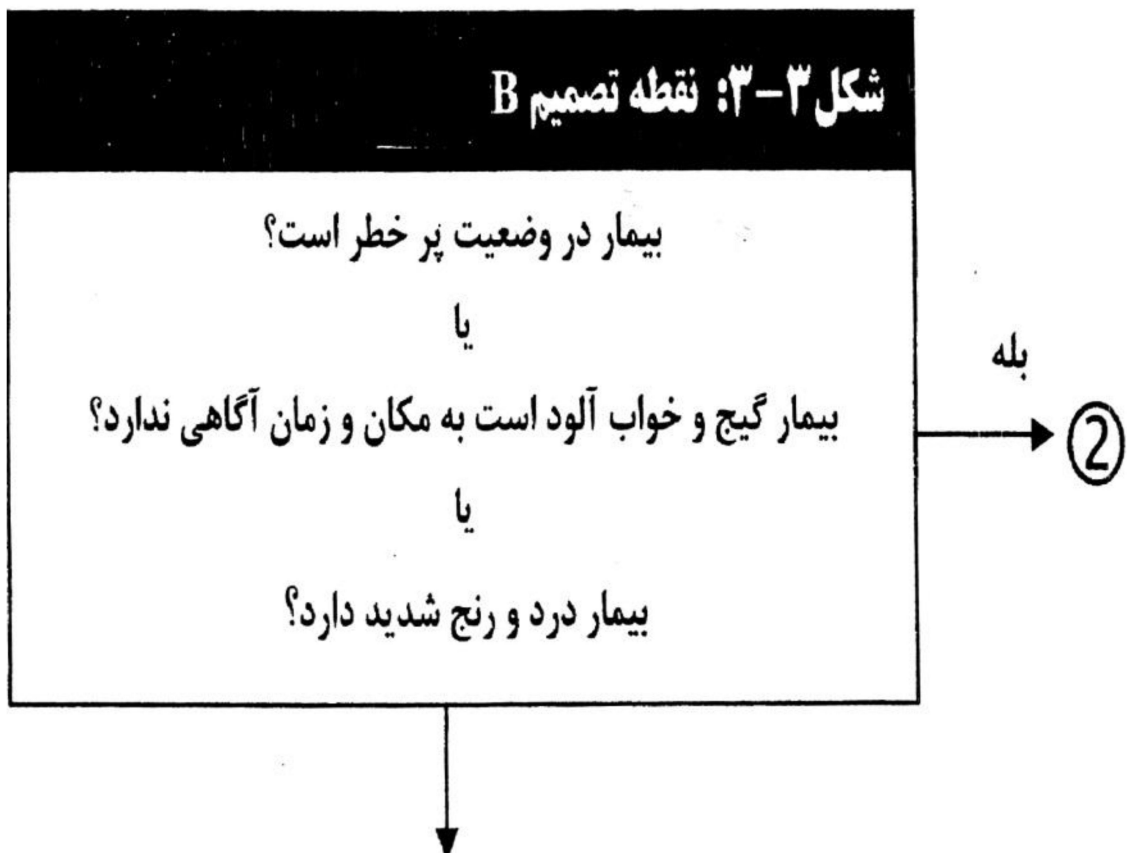 شکل ۳-۳: نقطه تصمیم B
بیمار در وضعیت پر خطر است؟
یا
بیمار گیج و خواب آلود است به مکان و زمان آگاهی ندارد؟
یا
بیمار درد و رنج شدید دارد؟
بله
2